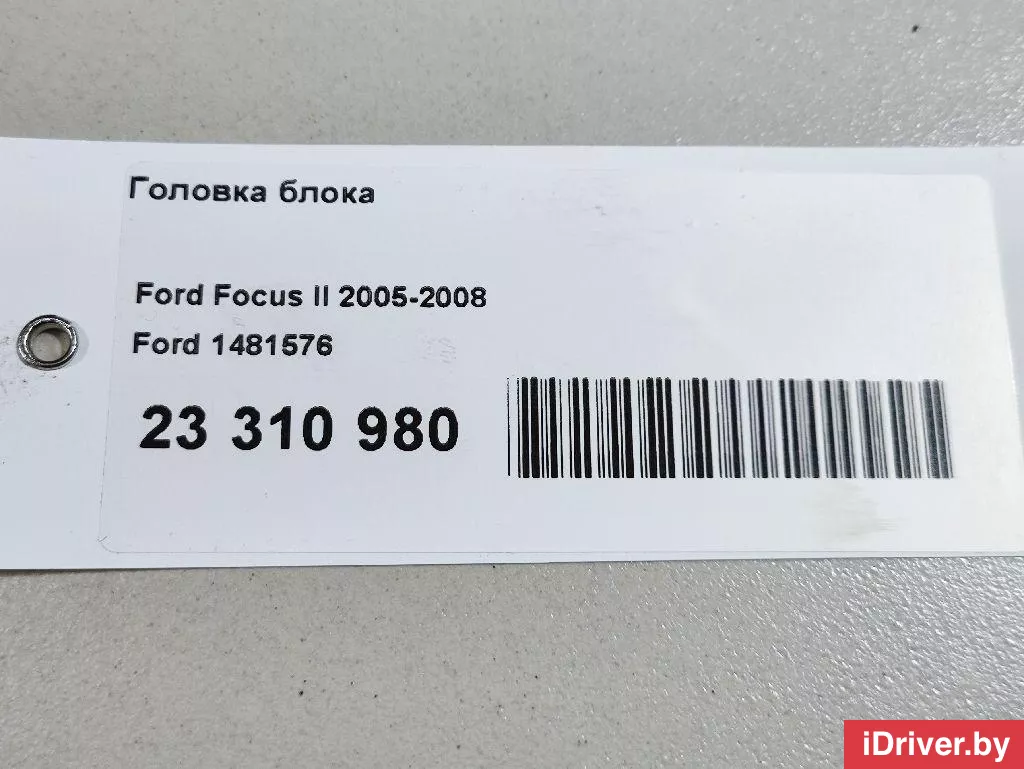 Головка блока
Ford Focus II 2005-2008
Ford 1481576
23 310 980
iDriver.by